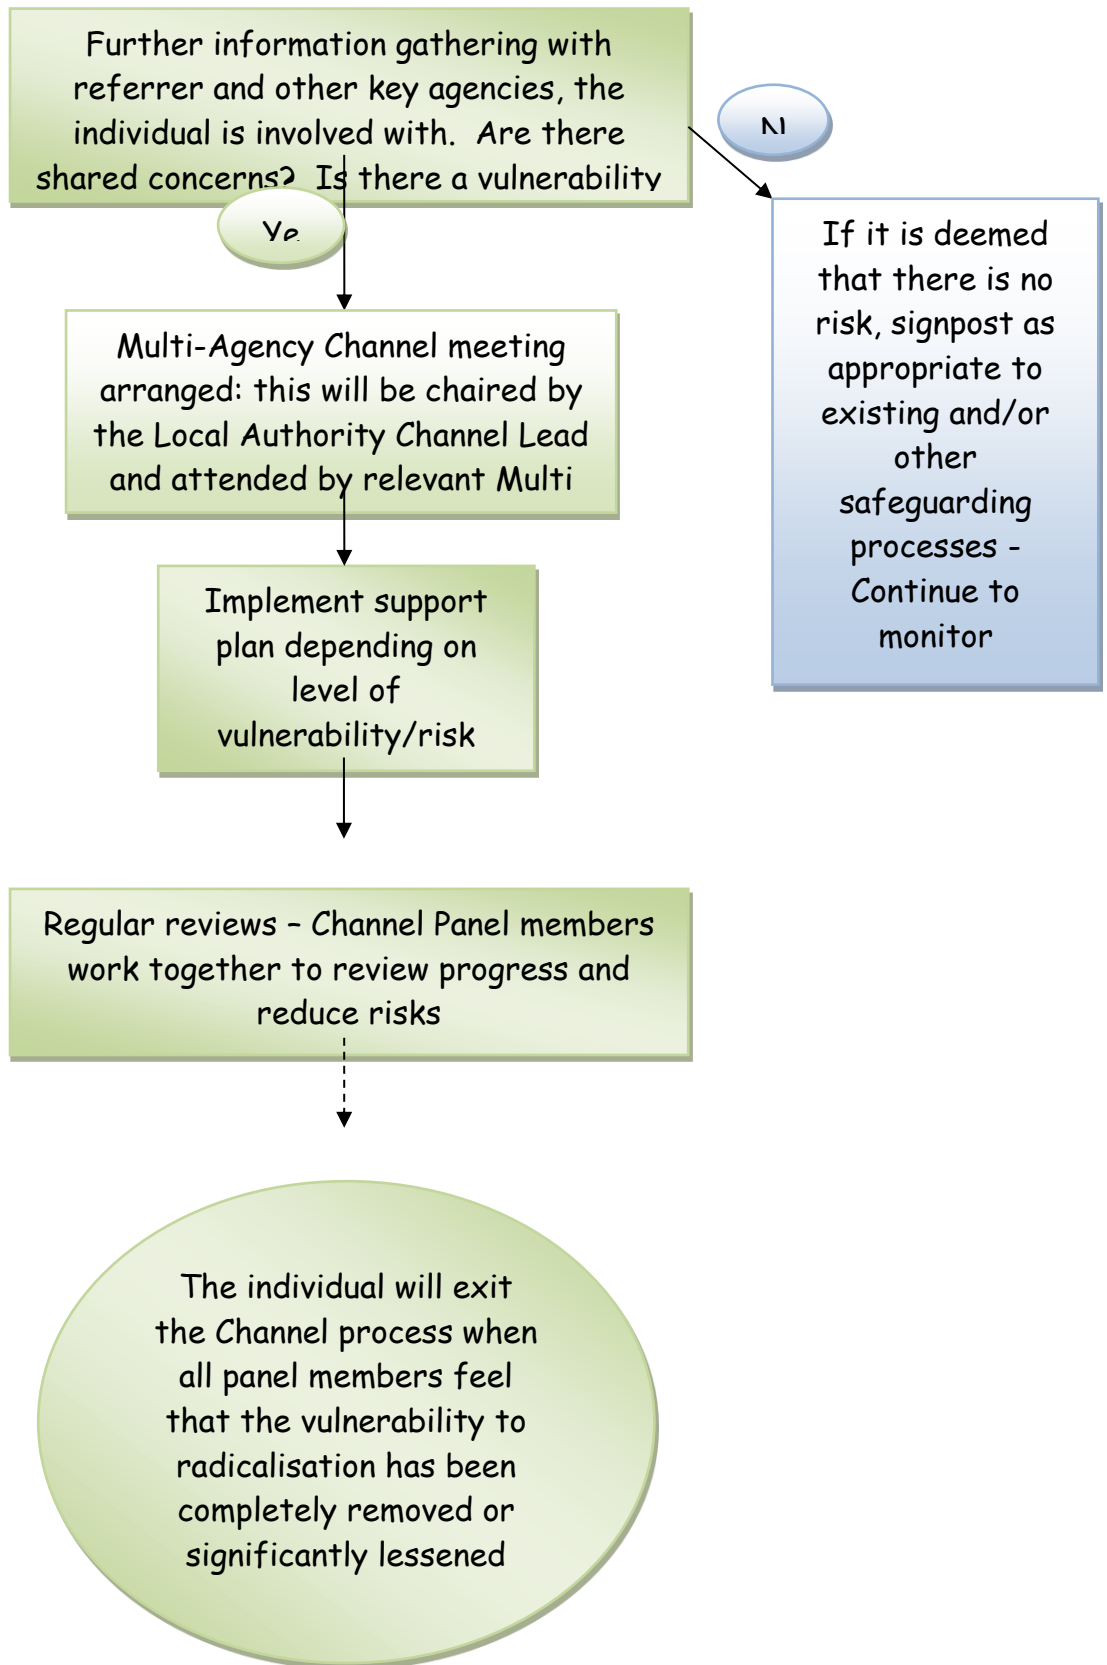 Further information gathering with
referrer and other key agencies, the
individual is involved with.  Are there
shared concerns?  Is there a vulnerability
Ye
Multi-Agency Channel meeting
arranged: this will be chaired by
the Local Authority Channel Lead
and attended by relevant Multi
Implement support
plan depending on
level of
vulnerability/risk
If it is deemed
that there is no
risk, signpost as
appropriate to
existing and/or
other
safeguarding
processes -
Continue to
monitor
Regular reviews – Channel Panel members
work together to review progress and
reduce risks
The individual will exit
the Channel process when
all panel members feel
that the vulnerability to
radicalisation has been
completely removed or
significantly lessened